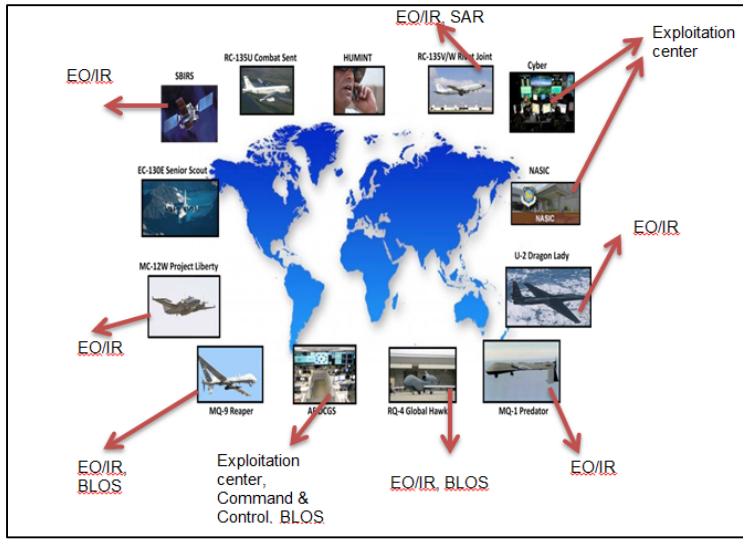 EO/IR, SAR
Exploitation
center
RC-135U Combat Sent
HUMINT
RC-135V/W Rivet Joint
Cyber
EO/IR
SBIRS
EC-130E Senior Scout
NASIC
NASIC
EO/IR
U-2 Dragon Lady
MC-12W Project Liberty
EO/IR
MQ-9 Reaper
AF DCGS
RQ-4 Global Hawk
MQ-1 Predator
EO/IR,
BLOS
Exploitation
center,
Command &
Control, BLOS
EO/IR, BLOS
EO/IR